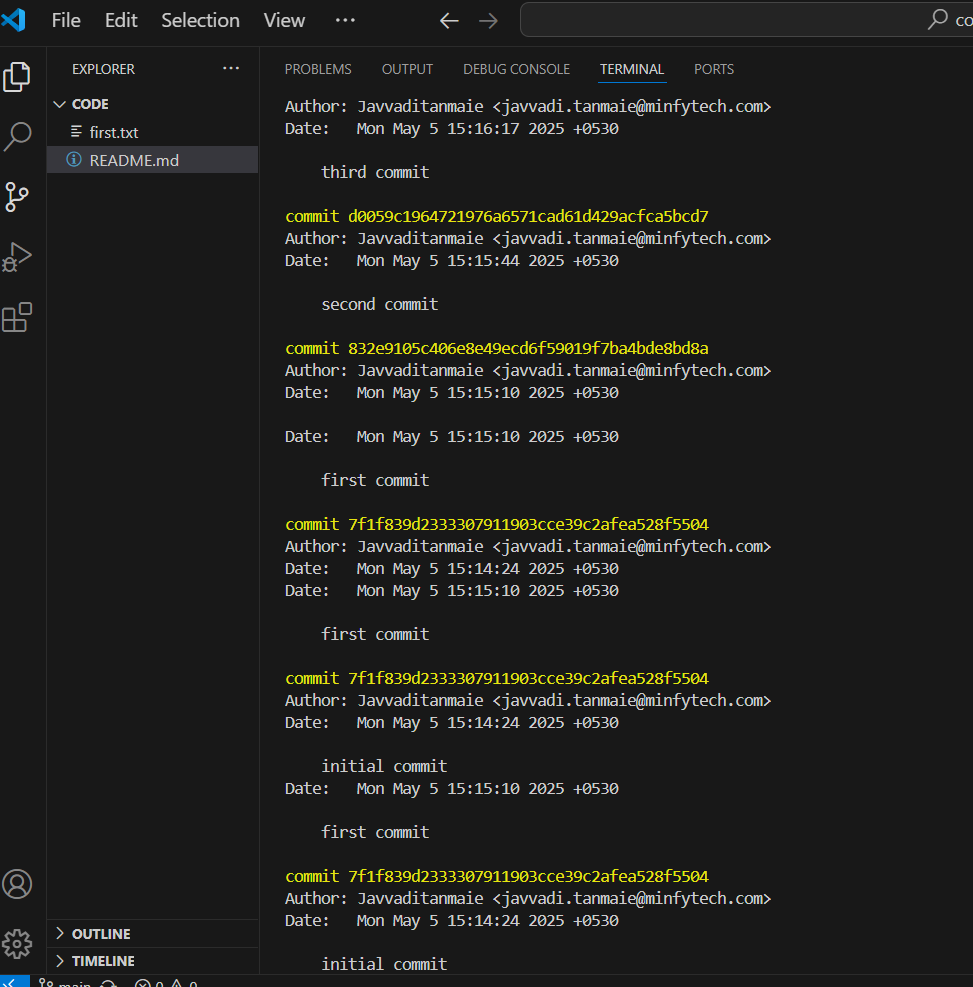 File Edit Selection View ···
co
EXPLORER ···
CODE
first.txt
README.md
OUTLINE
TIMELINE
PROBLEMS OUTPUT DEBUG CONSOLE TERMINAL PORTS
Author: Javvaditanmaie <javvadi.tanmaie@minfytech.com>
Date:   Mon May 5 15:16:17 2025 +0530
third commit
commit d0059c1964721976a6571cad61d429acfca5bcd7
Author: Javvaditanmaie <javvadi.tanmaie@minfytech.com>
Date:   Mon May 5 15:15:44 2025 +0530
second commit
commit 832e9105c406e8e49ecd6f59019f7ba4bde8bd8a
Author: Javvaditanmaie <javvadi.tanmaie@minfytech.com>
Date:   Mon May 5 15:15:10 2025 +0530
Date:   Mon May 5 15:15:10 2025 +0530
first commit
commit 7f1f839d2333307911903cce39c2afea528f5504
Author: Javvaditanmaie <javvadi.tanmaie@minfytech.com>
Date:   Mon May 5 15:14:24 2025 +0530
Date:   Mon May 5 15:15:10 2025 +0530
first commit
commit 7f1f839d2333307911903cce39c2afea528f5504
Author: Javvaditanmaie <javvadi.tanmaie@minfytech.com>
Date:   Mon May 5 15:14:24 2025 +0530
initial commit
Date:   Mon May 5 15:15:10 2025 +0530
first commit
commit 7f1f839d2333307911903cce39c2afea528f5504
Author: Javvaditanmaie <javvadi.tanmaie@minfytech.com>
Date:   Mon May 5 15:14:24 2025 +0530
initial commit
main 0 0